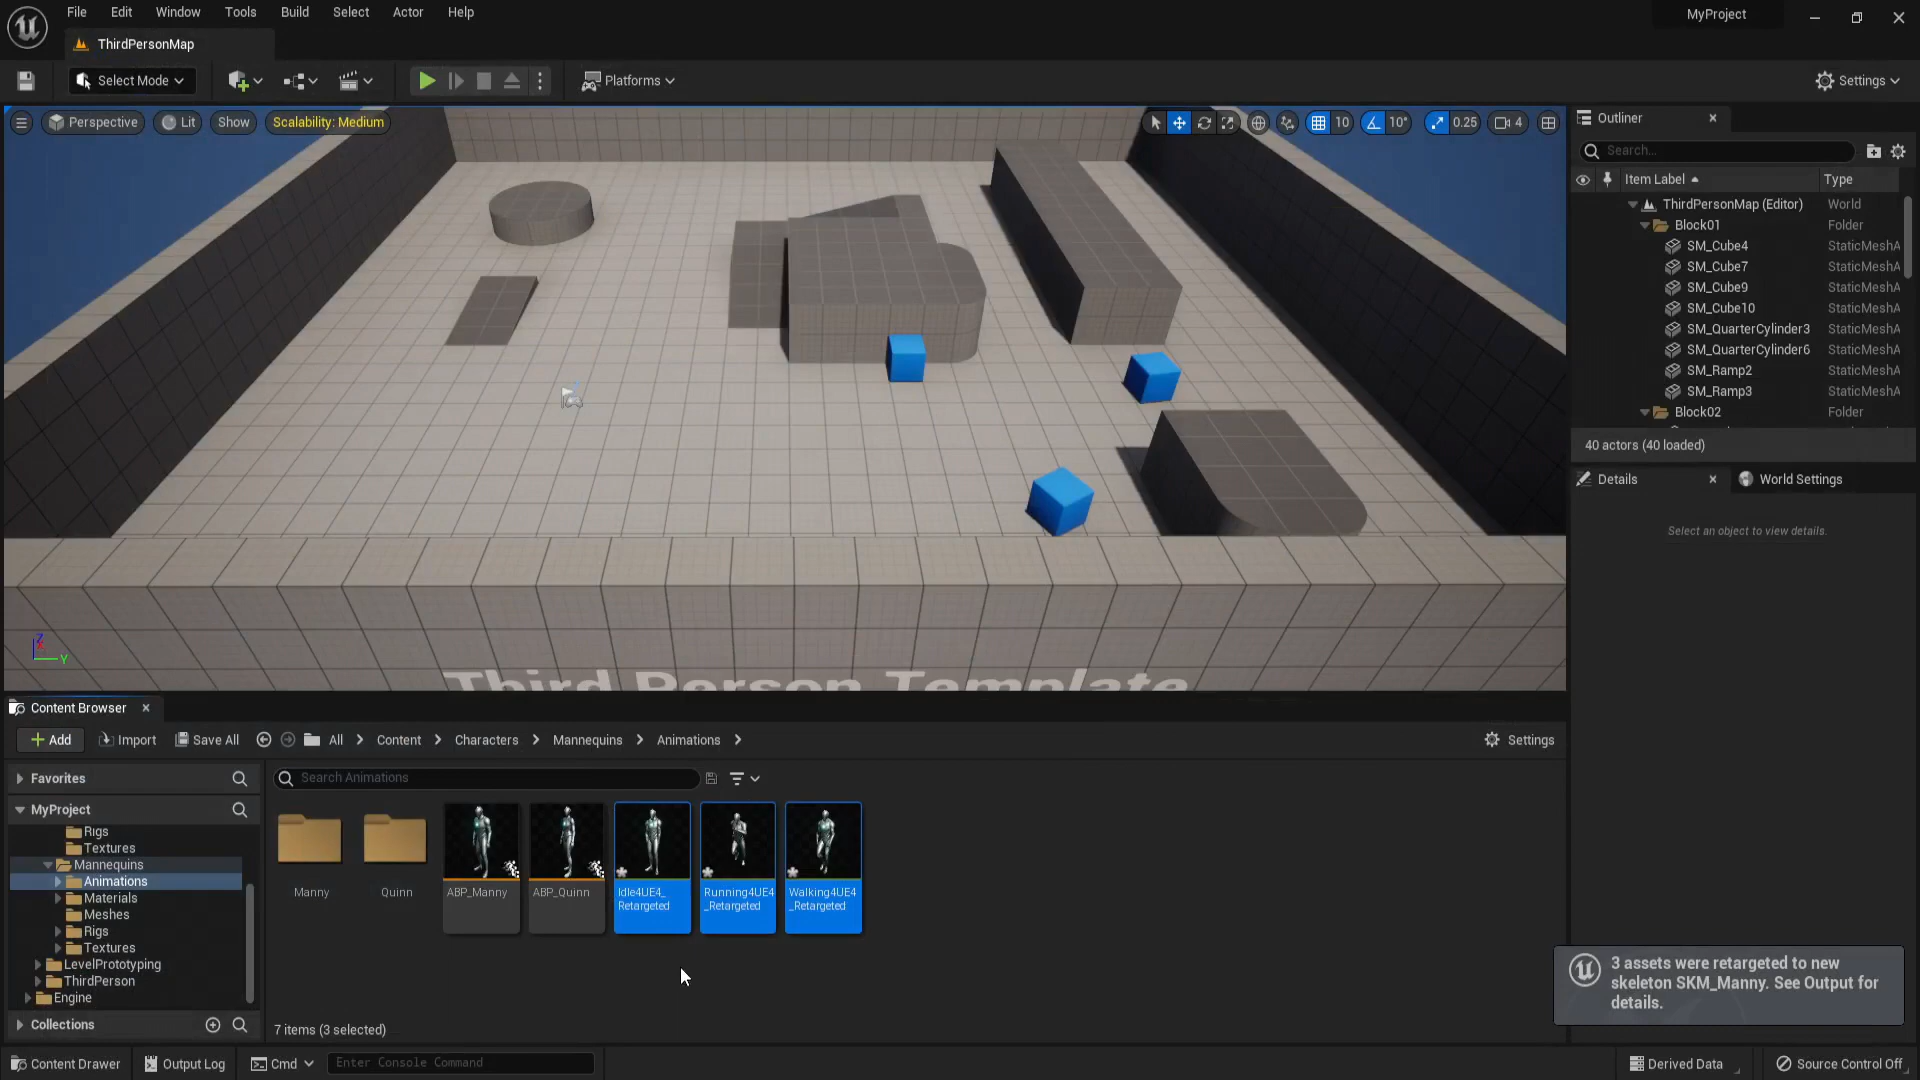 File Edit Window Tools Build Select Actor Help
MyProject
ThirdPersonMap
Select Mode
Platforms
Settings
Perspective Lit Show Scalability: Medium
10 10° 0.25 4
Outliner
Search...
Item Label Type
ThirdPersonMap (Editor) World
Block01 Folder
SM_Cube4 StaticMeshA
SM_Cube7 StaticMeshA
SM_Cube9 StaticMeshA
SM_Cube10 StaticMeshA
SM_QuarterCylinder3 StaticMeshA
SM_QuarterCylinder6 StaticMeshA
SM_Ramp2 StaticMeshA
SM_Ramp3 StaticMeshA
Block02 Folder
40 actors (40 loaded)
Details World Settings
Select an object to view details.
Z
X
Y
Third Person Template
Content Browser
Add Import Save All All Content Characters Mannequins Animations Settings
Favorites
Search Animations
MyProject
Rigs
Textures
Mannequins
Animations
Materials
Meshes
Rigs
Textures
LevelPrototyping
ThirdPerson
Engine
Collections
Manny Quinn ABP_Manny ABP_Quinn Idle4UE4_ Running4UE4 Walking4UE4
Retargeted _Retargeted _Retargeted
7 items (3 selected)
3 assets were retargeted to new
skeleton SKM_Manny. See Output for
details.
Content Drawer Output Log Cmd Enter Console Command Derived Data Source Control Off